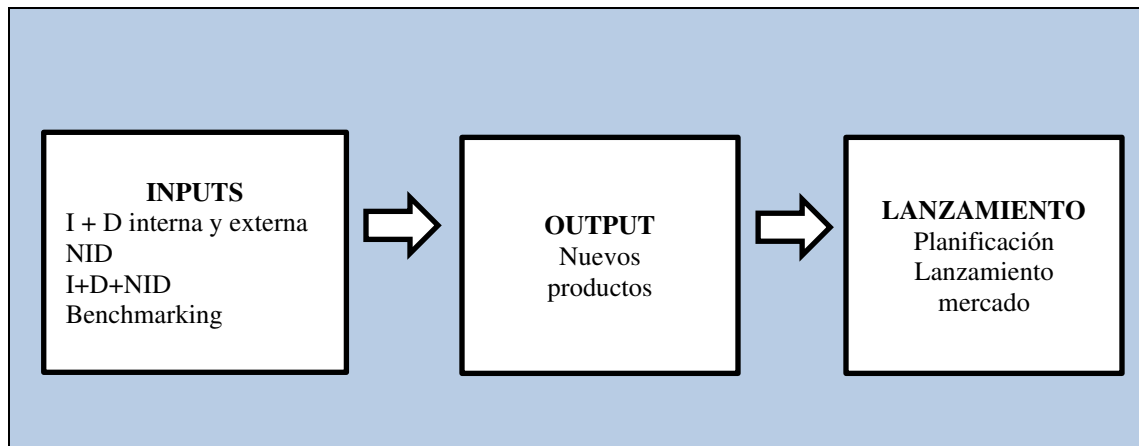 INPUTS
I + D interna y externa
NID
I+D+NID
Benchmarking
OUTPUT
Nuevos
productos
LANZAMIENTO
Planificación
Lanzamiento
mercado